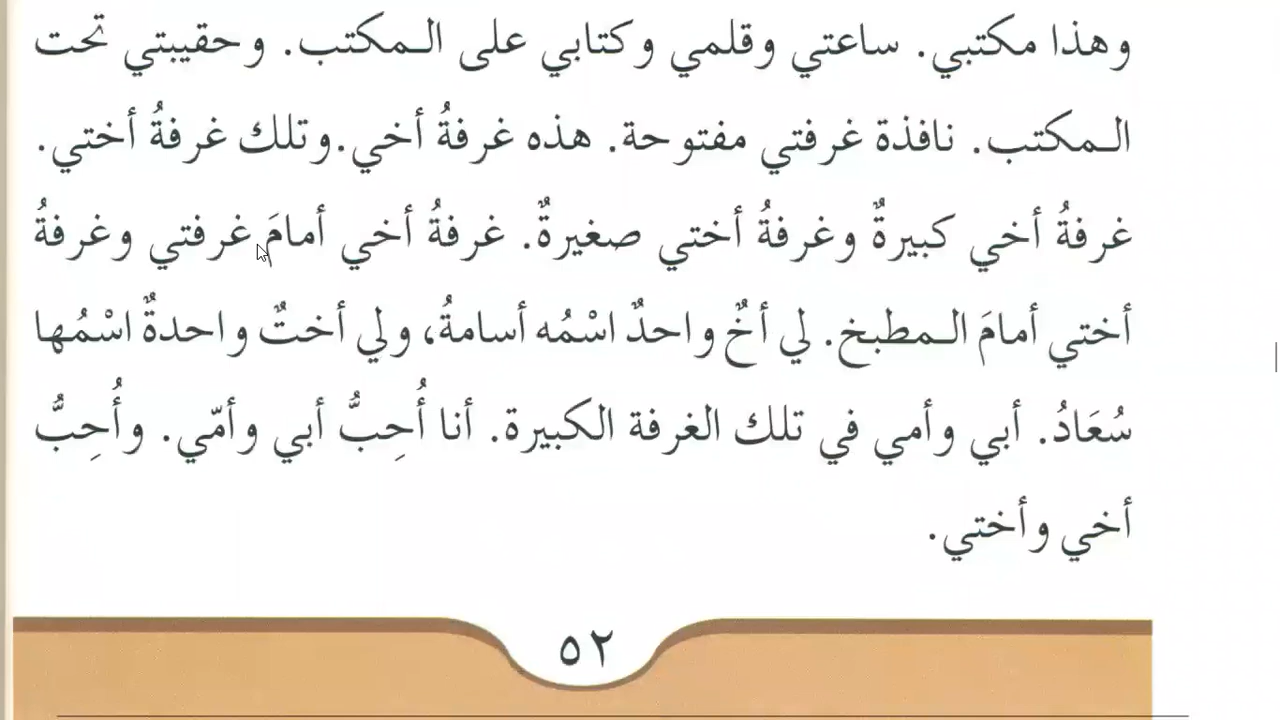 وهذا مكتبي. ساعتي وقلمي وكتابي على المكتب. وحقيبتي تحت
المكتب. نافذة غرفتي مفتوحة. هذه غرفةُ أخي.وتلك غرفةُ أختي.
غرفةُ أخي كبيرةٌ وغرفةُ أختي صغيرةٌ. غرفةُ أخي أمامَ غرفتي وغرفةُ
أختي أمامَ المطبخ. لي أخٌ واحدٌ اسْمُه أسامةُ، ولي أختٌ واحدةٌ اسْمُها
سُعَادُ. أبي وأمي في تلك الغرفة الكبيرة. أنا أُحِبُّ أبي وأمّي. وأُحِبُّ
أخي وأختي.
٥٢